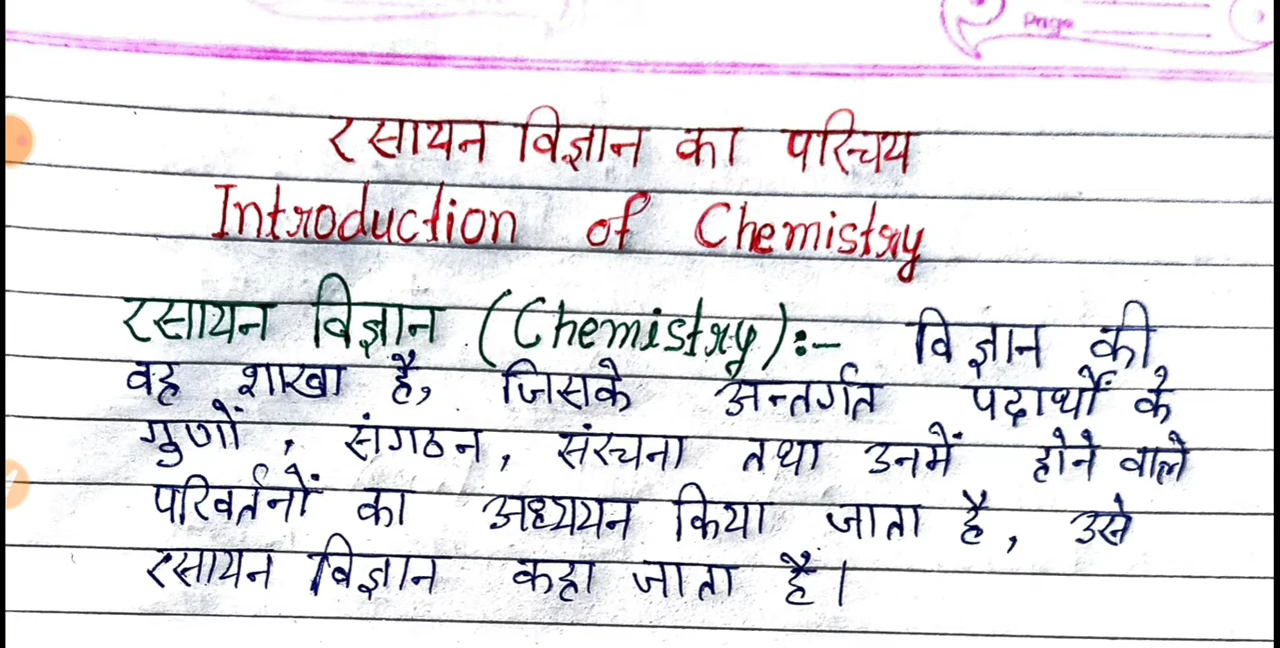 Page
रसायन विज्ञान का परिचय
Introduction of Chemistry
रसायन विज्ञान (Chemistry):- विज्ञान की
वह शाखा है, जिसके अन्तर्गत पदार्थों के
गुणों, संगठन, संरचना तथा उनमें होने वाले
परिवर्तनों का अध्ययन किया जाता है, उसे
रसायन विज्ञान कहा जाता है।